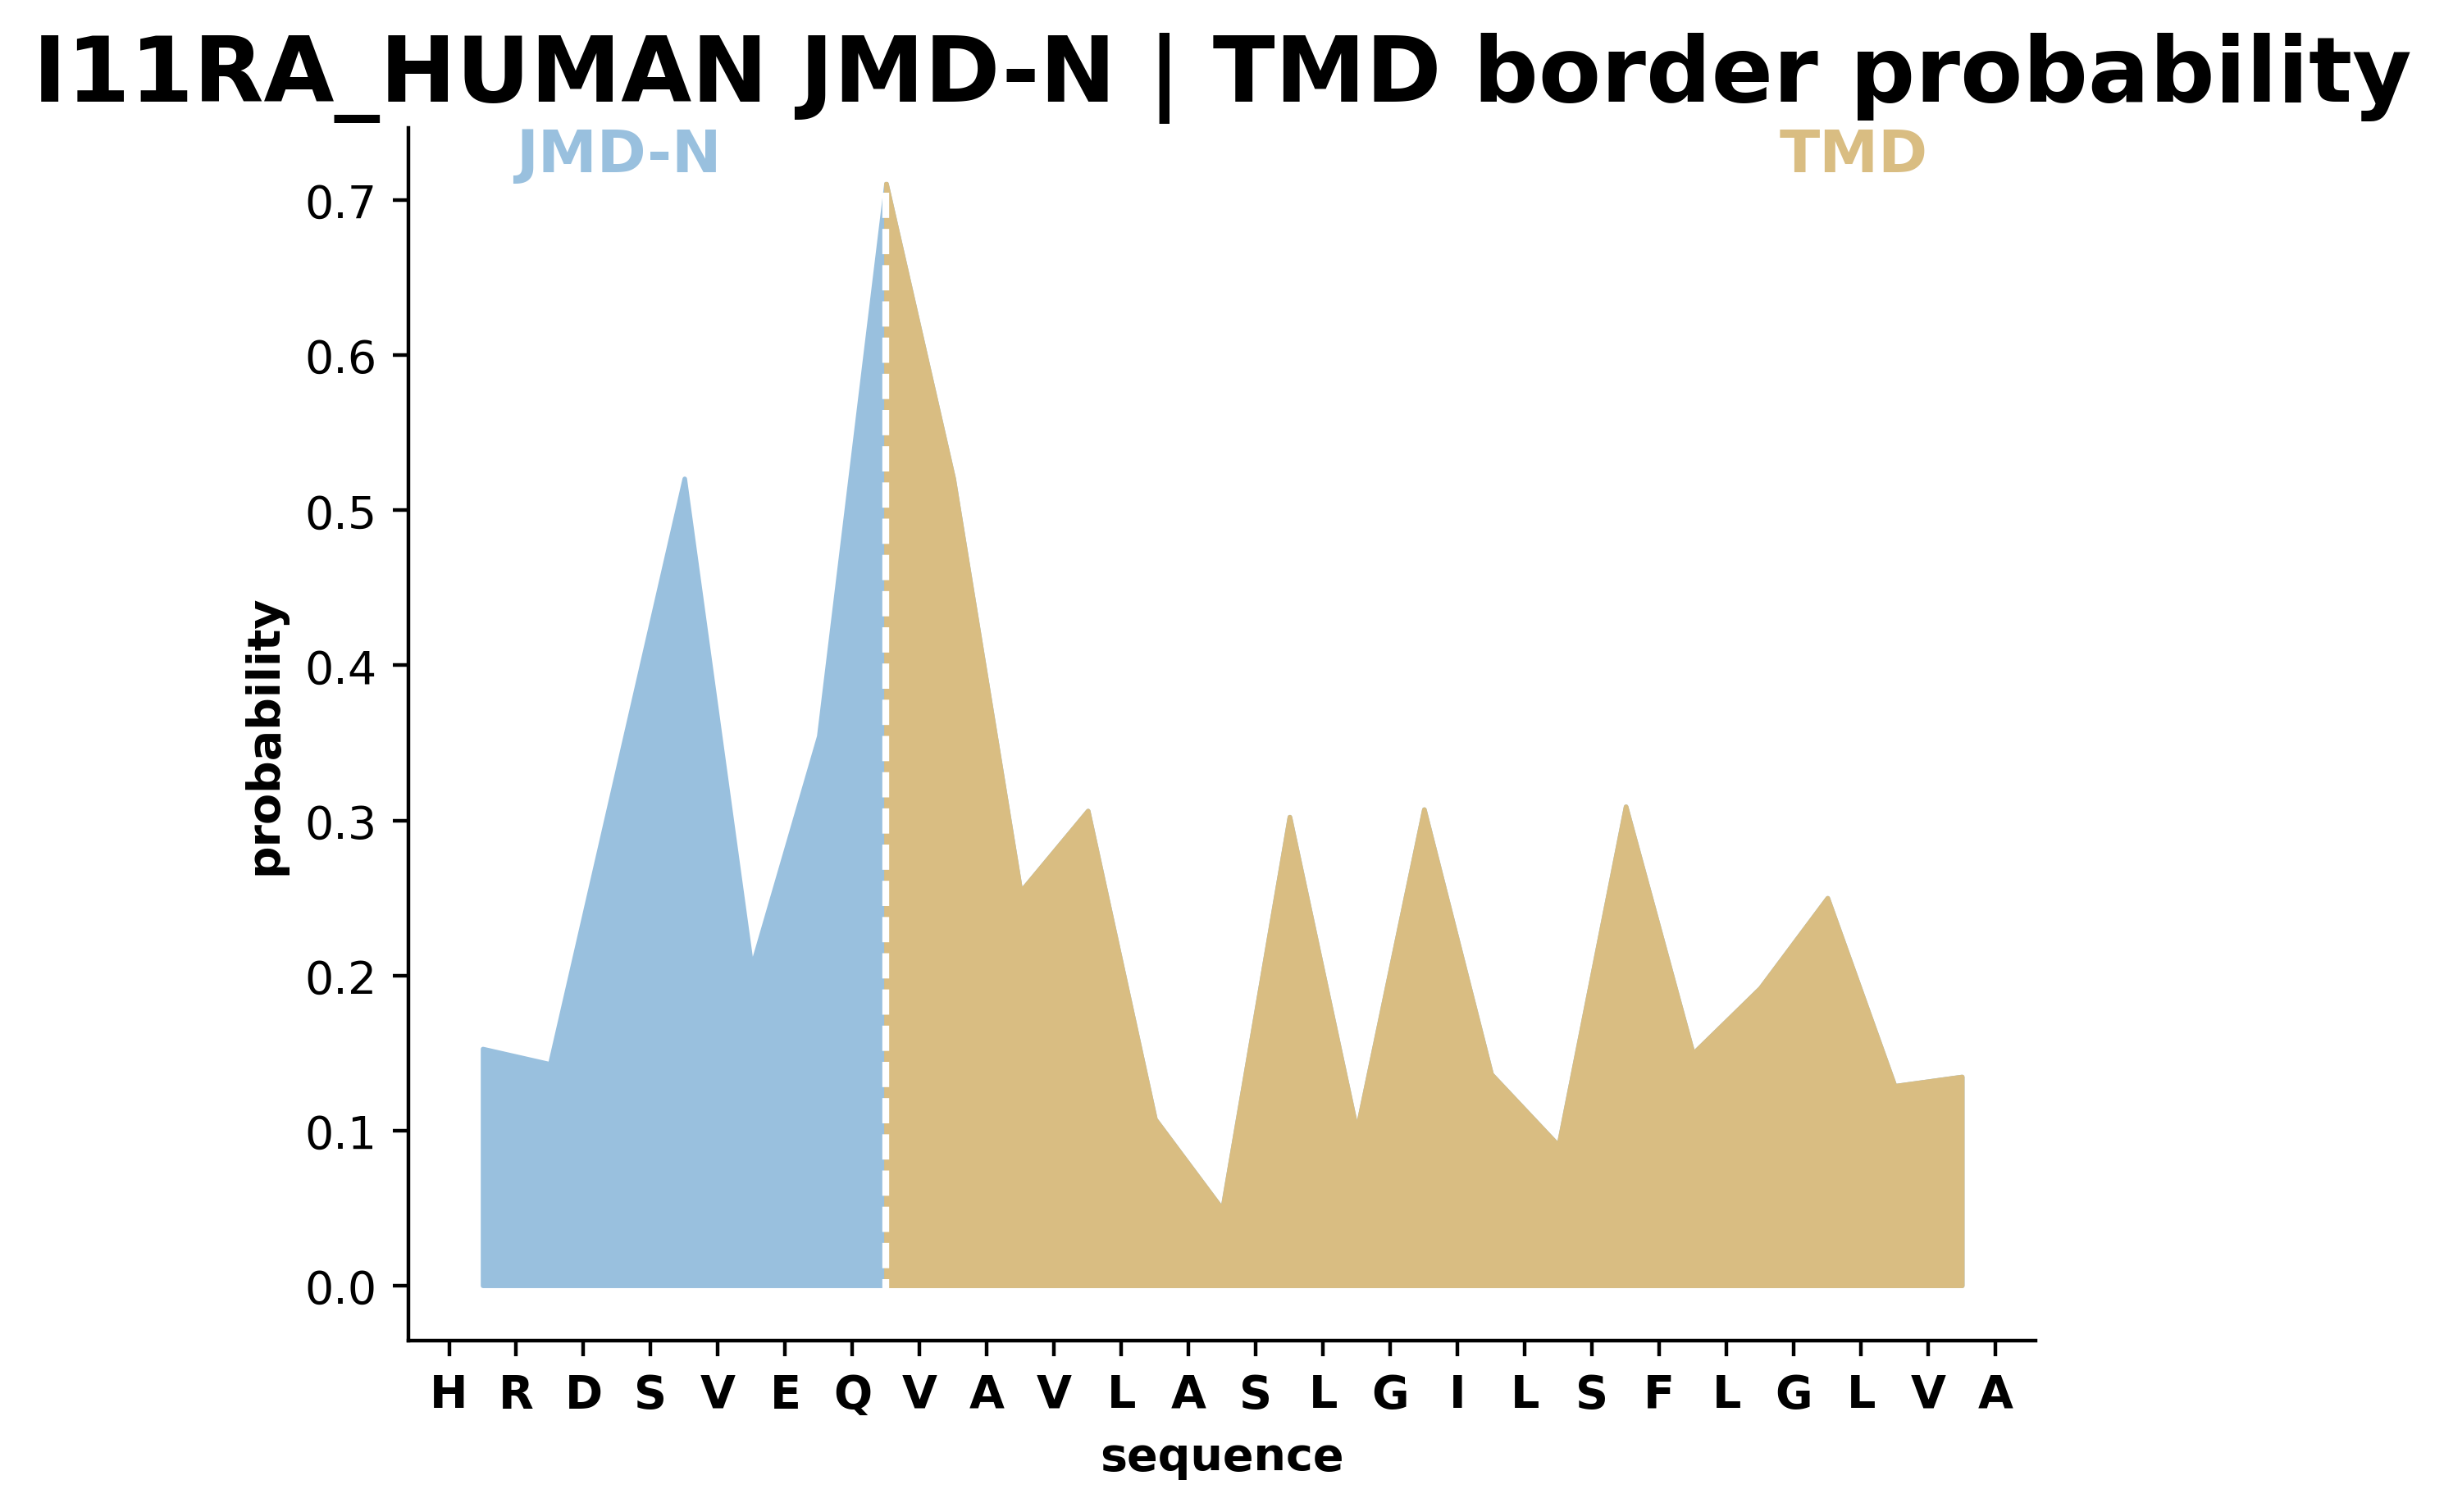 I11RA_HUMAN JMD-N | TMD border probability
JMD-N TMD
0.7
0.6
0.5
0.4
0.3
0.2
0.1
0.0
probability
H R D S V E Q V A V L A S L G I L S F L G L V A
sequence